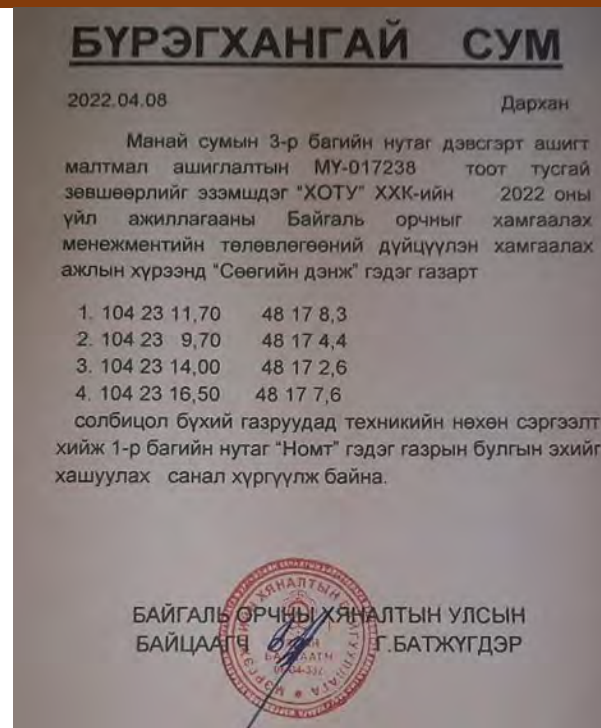 БҮРЭГХАНГАЙ СУМ
2022.04.08 Дархан
Манай сумын 3-р багийн нутаг дэвсгэрт ашигт
малтмал ашиглалтын МҮ-017238 тоот тусгай
зөвшөөрлийг эзэмшдэг “ХОТУ” ХХК-ийн 2022 оны
үйл ажиллагааны Байгаль орчныг хамгаалах
менежментийн төлөвлөгөөний дүйцүүлэн хамгаалах
ажлын хүрээнд “Сөөгийн дэнж” гэдэг газарт
1. 104 23 11,70 48 17 8,3
2. 104 23 9,70 48 17 4,4
3. 104 23 14,00 48 17 2,6
4. 104 23 16,50 48 17 7,6
солбицол бүхий газруудад техникийн нөхөн сэргээлт
хийж 1-р багийн нутаг “Номт” гэдэг газрын булгын эхийг
хашуулах санал хүргүүлж байна.
БАЙГАЛЬ ОРЧНЫ ХЯНАЛТЫН УЛСЫН
БАЙЦААГЧ Г.БАТЖҮГДЭР